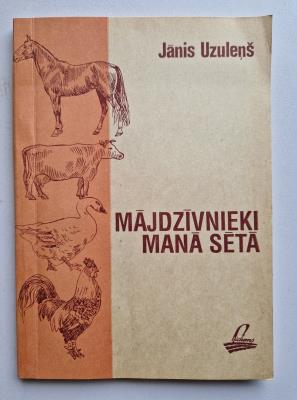 Jānis Uzuleņš
MĀJDZĪVNIEKI
MANĀ SĒTĀ